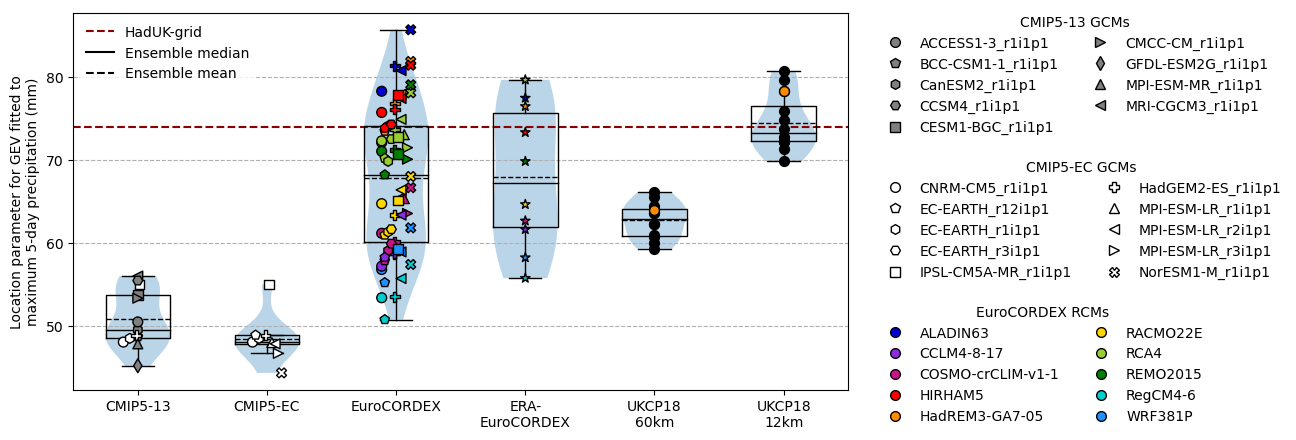 Location parameter for GEV fitted to
maximum 5-day precipitation (mm)
80
70
60
50
HadUK-grid
Ensemble median
Ensemble mean
CMIP5-13
CMIP5-EC
EuroCORDEX
ERA-
EuroCORDEX
UKCP18
60km
UKCP18
12km
CMIP5-13 GCMs
ACCESS1-3_r1i1p1
BCC-CSM1-1_r1i1p1
CanESM2_r1i1p1
CCSM4_r1i1p1
CESM1-BGC_r1i1p1
CMCC-CM_r1i1p1
GFDL-ESM2G_r1i1p1
MPI-ESM-MR_r1i1p1
MRI-CGCM3_r1i1p1
CMIP5-EC GCMs
CNRM-CM5_r1i1p1
EC-EARTH_r12i1p1
EC-EARTH_r1i1p1
EC-EARTH_r3i1p1
IPSL-CM5A-MR_r1i1p1
HadGEM2-ES_r1i1p1
MPI-ESM-LR_r1i1p1
MPI-ESM-LR_r2i1p1
MPI-ESM-LR_r3i1p1
NorESM1-M_r1i1p1
EuroCORDEX RCMs
ALADIN63
CCLM4-8-17
COSMO-crCLIM-v1-1
HIRHAM5
HadREM3-GA7-05
RACMO22E
RCA4
REMO2015
RegCM4-6
WRF381P